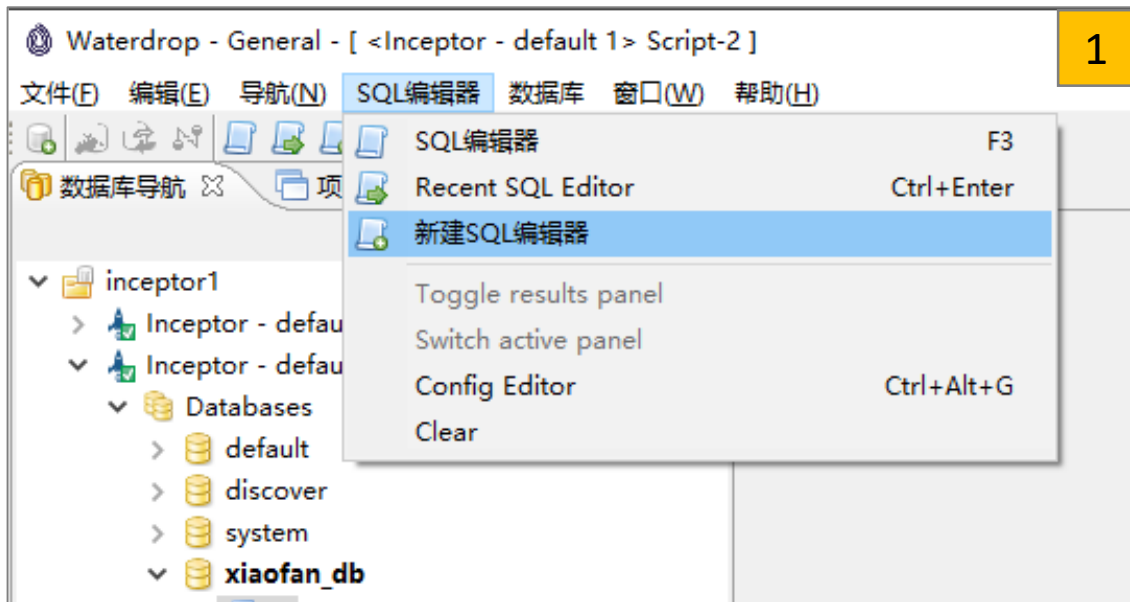 Waterdrop - General - [ <Inceptor - default 1> Script-2 ]
1
文件(F) 编辑(E) 导航(N) SQL编辑器 数据库 窗口(W) 帮助(H)
SQL编辑器 F3
数据库导航 项
Recent SQL Editor Ctrl+Enter
新建SQL编辑器
inceptor1
Toggle results panel
Inceptor - defau
Switch active panel
Inceptor - defau
Config Editor Ctrl+Alt+G
Databases
Clear
default
discover
system
xiaofan_db